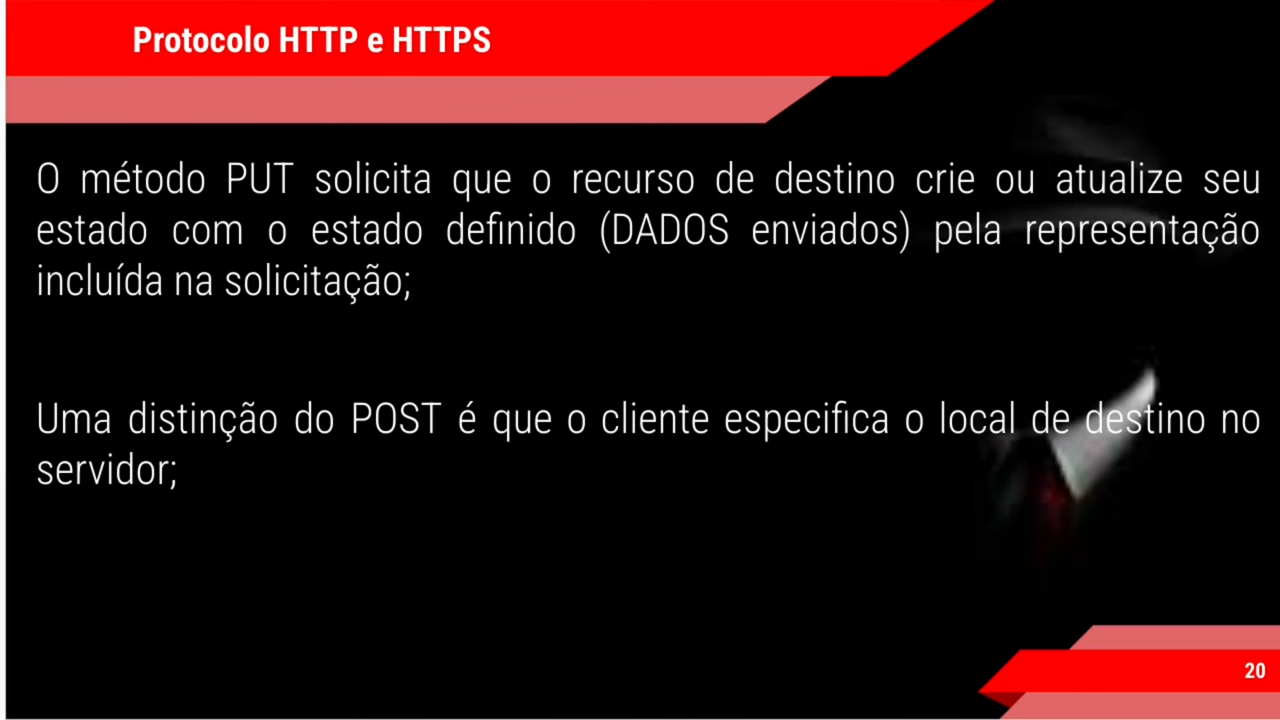 Protocolo HTTP e HTTPS
O método PUT solicita que o recurso de destino crie ou atualize seu
estado com o estado definido (DADOS enviados) pela representação
incluída na solicitação;
Uma distinção do POST é que o cliente especifica o local de destino no
servidor;
20